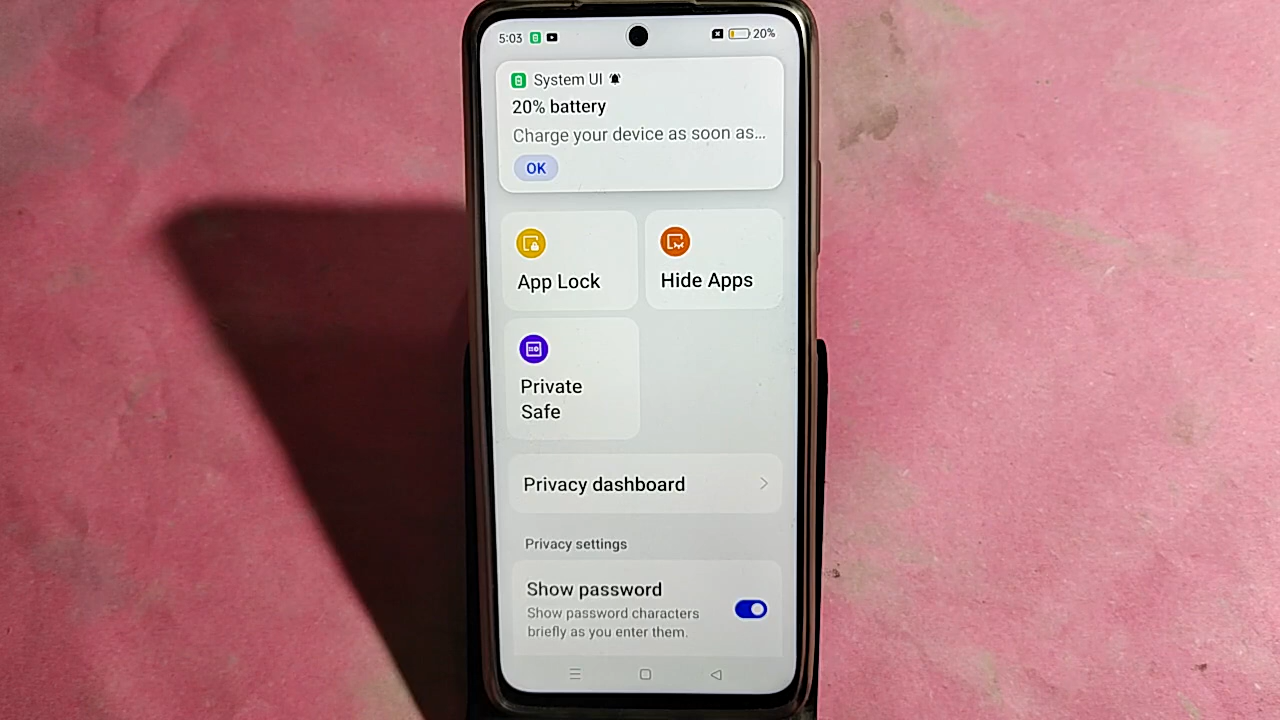 5:03
20%
System UI
20% battery
Charge your device as soon as...
OK
App Lock
Hide Apps
Private
Safe
Privacy dashboard
Privacy settings
Show password
Show password characters
briefly as you enter them.